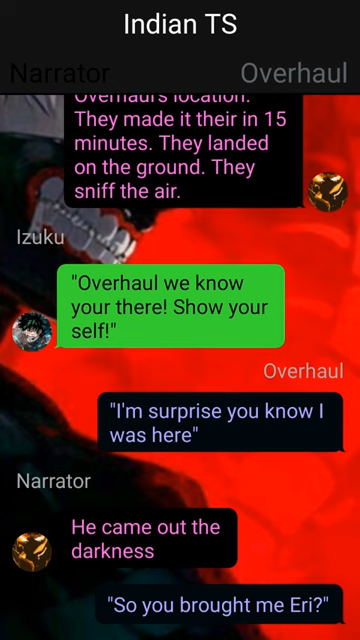 Indian TS
Narrator
Overhaul
Overhaul's location.
They made it their in 15
minutes. They landed
on the ground. They
sniff the air.
Izuku
"Overhaul we know
your there! Show your
self!"
Overhaul
"I'm surprise you know I
was here"
Narrator
He came out the
darkness
"So you brought me Eri?"